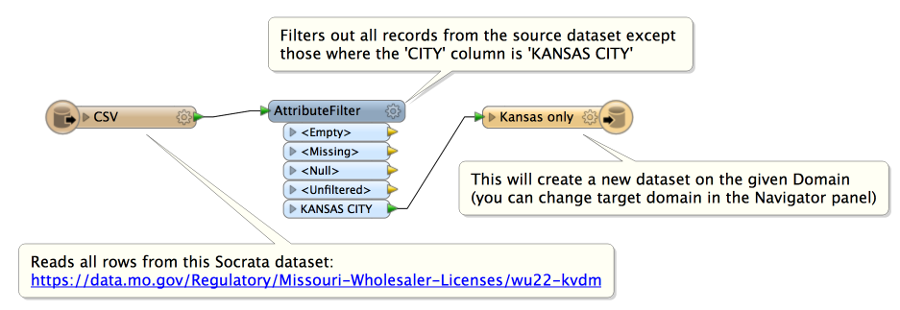 Filters out all records from the source dataset except
those where the 'CITY' column is 'KANSAS CITY'
CSV
AttributeFilter
<Empty>
<Missing>
<Null>
<Unfiltered>
KANSAS CITY
Kansas only
This will create a new dataset on the given Domain
(you can change target domain in the Navigator panel)
Reads all rows from this Socrata dataset:
https://data.mo.gov/Regulatory/Missouri-Wholesaler-Licenses/wu22-kvdm